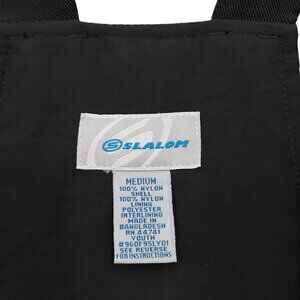 SLALOM
MEDIUM
100% NYLON
SHELL
100% NYLON
LINING
POLYESTER
INTERLINING
MADE IN
BANGLADESH
RN 44741
YOUTH
#960F9SLY01
SEE REVERSE
FOR INSTRUCTIONS